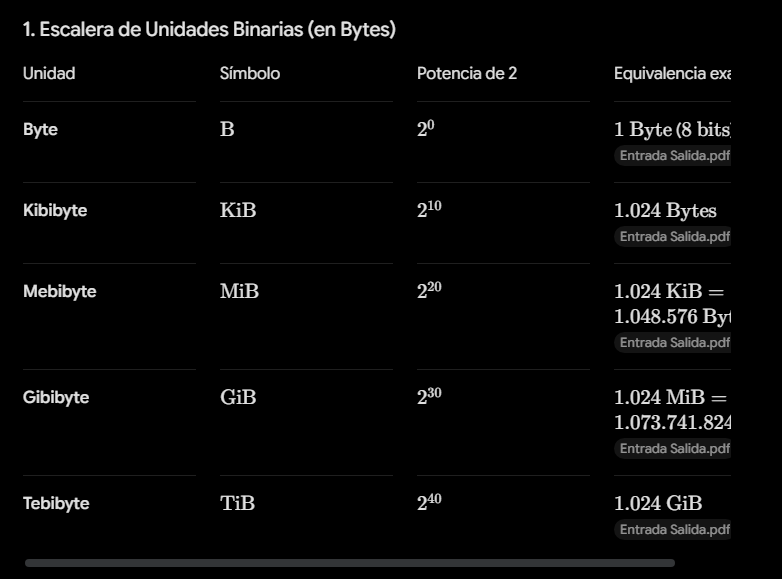 1. Escalera de Unidades Binarias (en Bytes)
Unidad Símbolo Potencia de 2 Equivalencia exa
Byte B 2⁰ 1 Byte (8 bits)
Entrada Salida.pdf
Kibibyte KiB 2¹⁰ 1.024 Bytes
Entrada Salida.pdf
Mebibyte MiB 2²⁰ 1.024 KiB =
1.048.576 Byt
Entrada Salida.pdf
Gibibyte GiB 2³⁰ 1.024 MiB =
1.073.741.824
Entrada Salida.pdf
Tebibyte TiB 2⁴⁰ 1.024 GiB
Entrada Salida.pdf